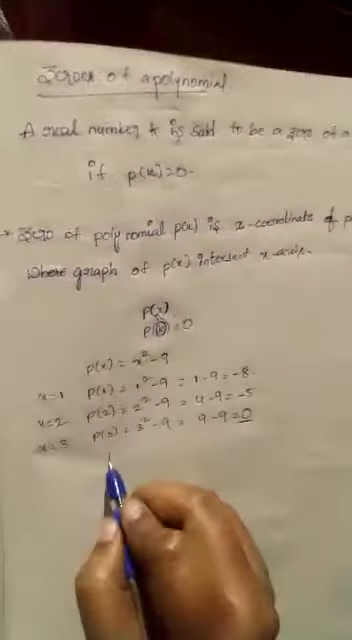 Zeroes of a polynomial
A real number k is said to be a zero of a
if p(k)=0.
* Zero of polynomial p(x) is x-coordinate of p
where graph of p(x) intersect x-axis.
P(x)
P(k)=0
p(x) = x²-9
x=1 P(1) = 1²-9 = 1-9 = -8.
x=2 P(2) = 2²-9 = 4-9 = -5
x=3 P(3) = 3²-9 = 9-9 = 0